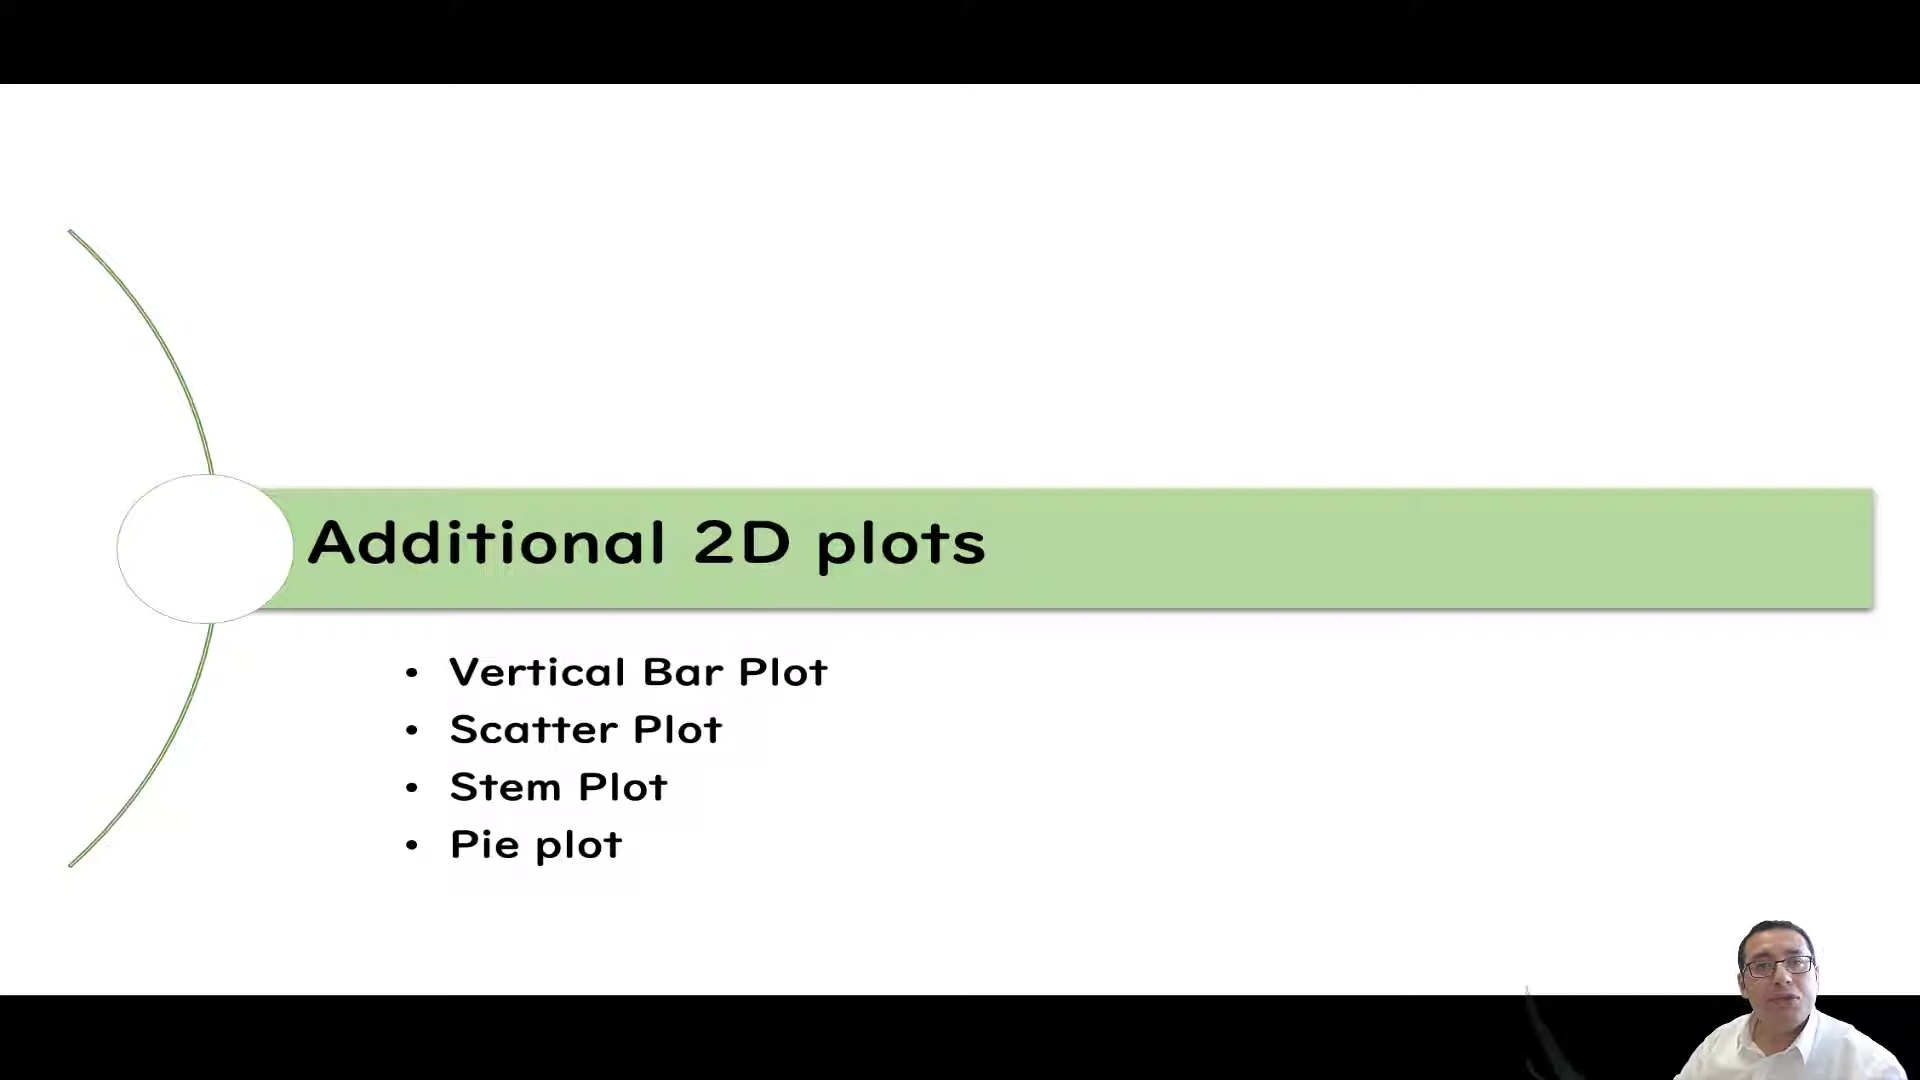 Additional 2D plots
• Vertical Bar Plot
• Scatter Plot
• Stem Plot
• Pie plot